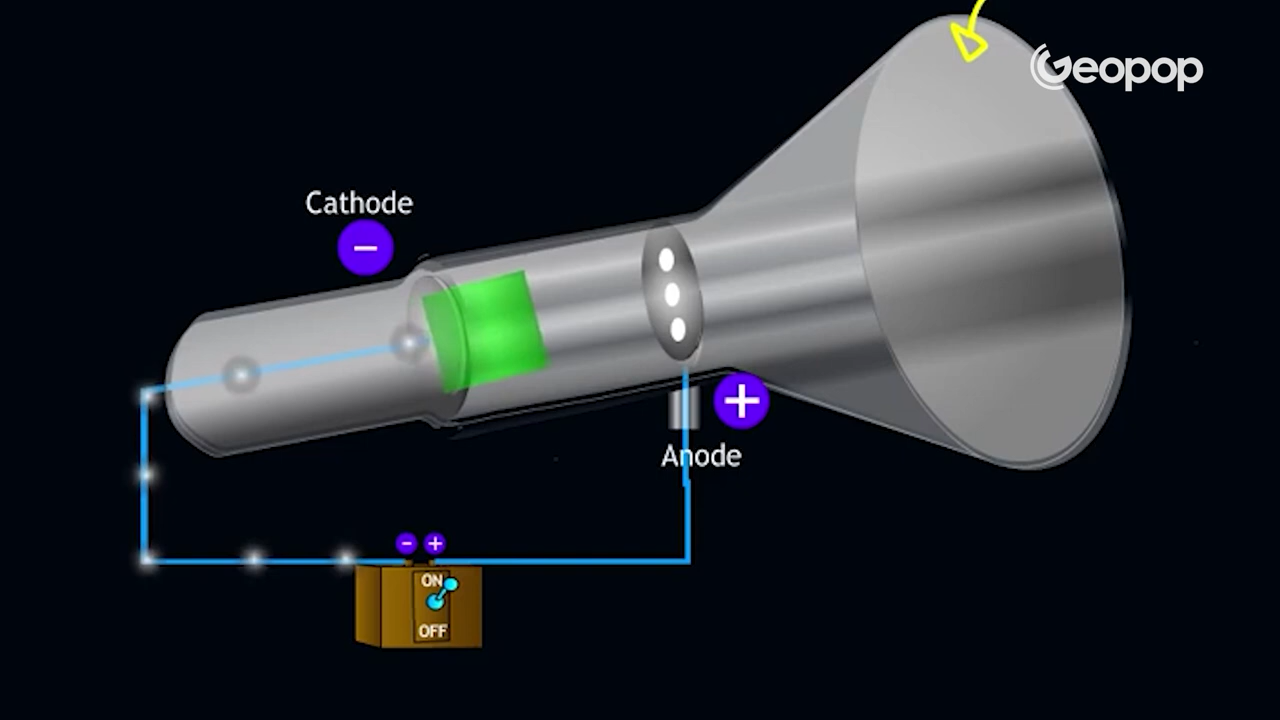 Geopop
Cathode
−
+
Anode
− +
ON
OFF